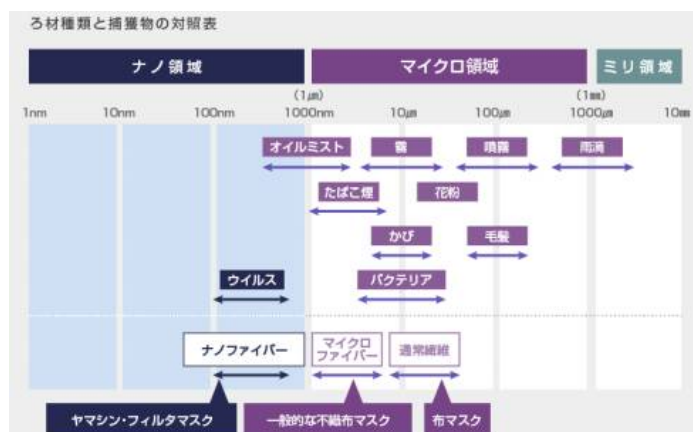 ろ材種類と捕獲物の対照表
ナノ領域 マイクロ領域 ミリ領域
(1㎛) (1㎜)
1nm 10nm 100nm 1000nm 10㎛ 100㎛ 1000㎛ 10㎜
オイルミスト 霧 噴霧 雨滴
たばこ煙 花粉
かび 毛髪
ウイルス バクテリア
ナノファイバー マイクロファイバー 通常繊維
ヤマシン・フィルタマスク 一般的な不織布マスク 布マスク